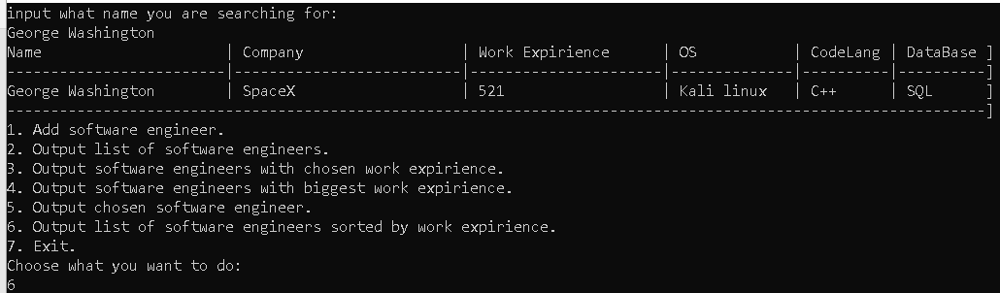 input what name you are searching for:
George Washington
Name | Company | Work Expirience | OS | CodeLang | DataBase ]
-------------------------|--------------------------|----------------------|--------------|---------|----------]
George Washington | SpaceX | 521 | Kali linux | C++ | SQL ]
----------------------------------------------------------------------------------------------------------------]
1. Add software engineer.
2. Output list of software engineers.
3. Output software engineers with chosen work expirience.
4. Output software engineers with biggest work expirience.
5. Output chosen software engineer.
6. Output list of software engineers sorted by work expirience.
7. Exit.
Choose what you want to do:
6